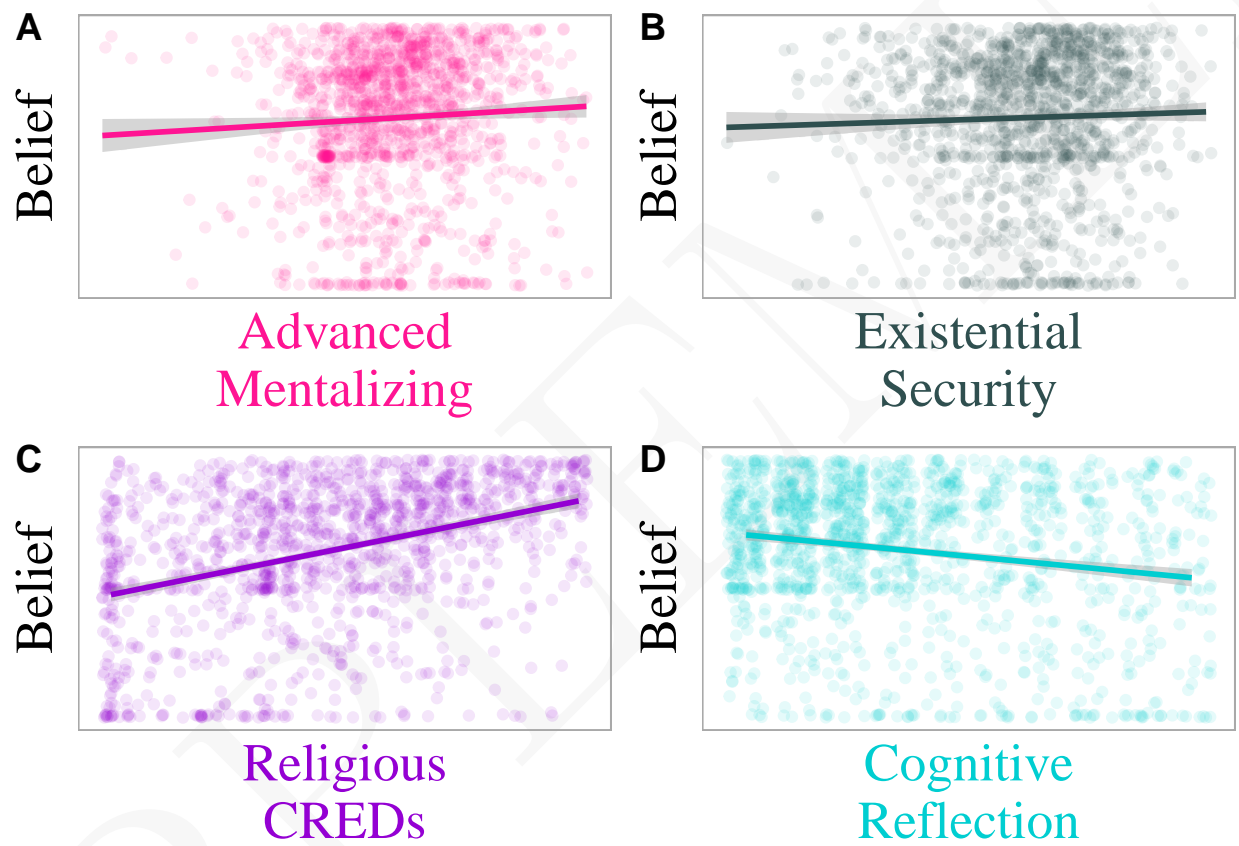 A
Belief
Advanced
Mentalizing
B
Belief
Existential
Security
C
Belief
Religious
CREDs
D
Belief
Cognitive
Reflection